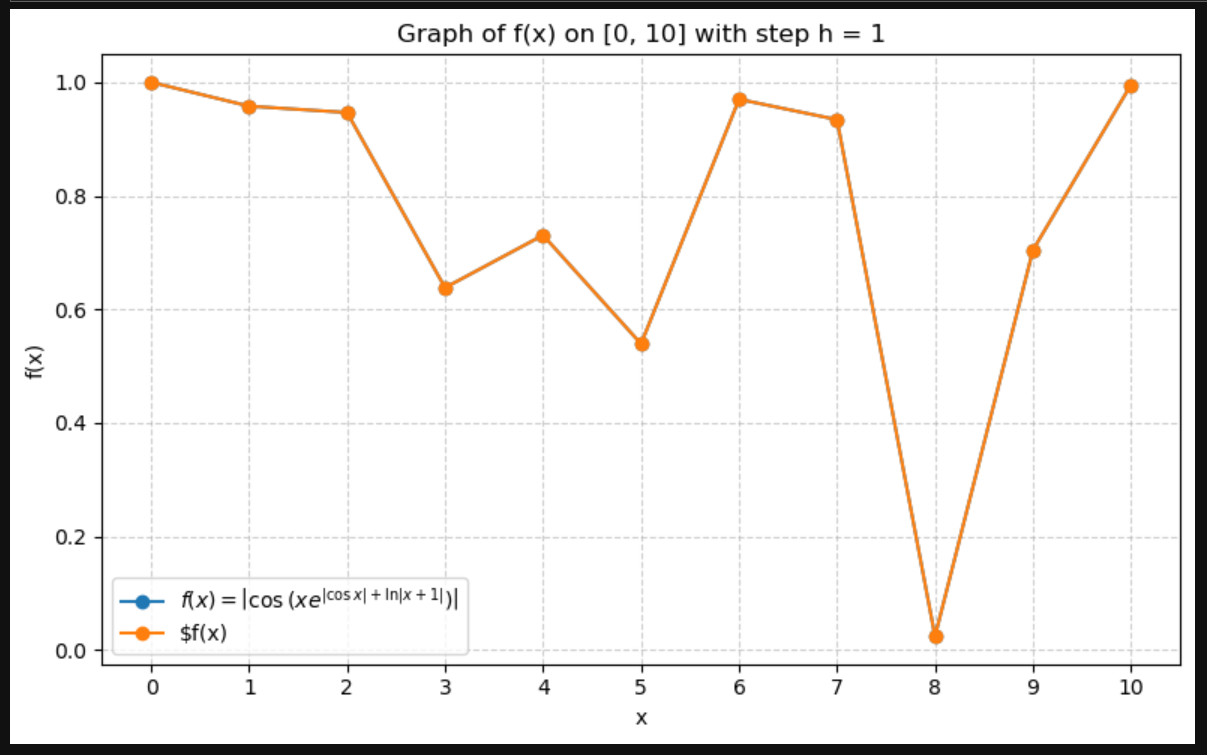 Graph of f(x) on [0, 10] with step h = 1
f(x)
1.0
0.8
0.6
0.4
0.2
0.0
f(x) = |cos (xe^{|cos x| + ln|x + 1|})|
$f(x)
0 1 2 3 4 5 6 7 8 9 10
x